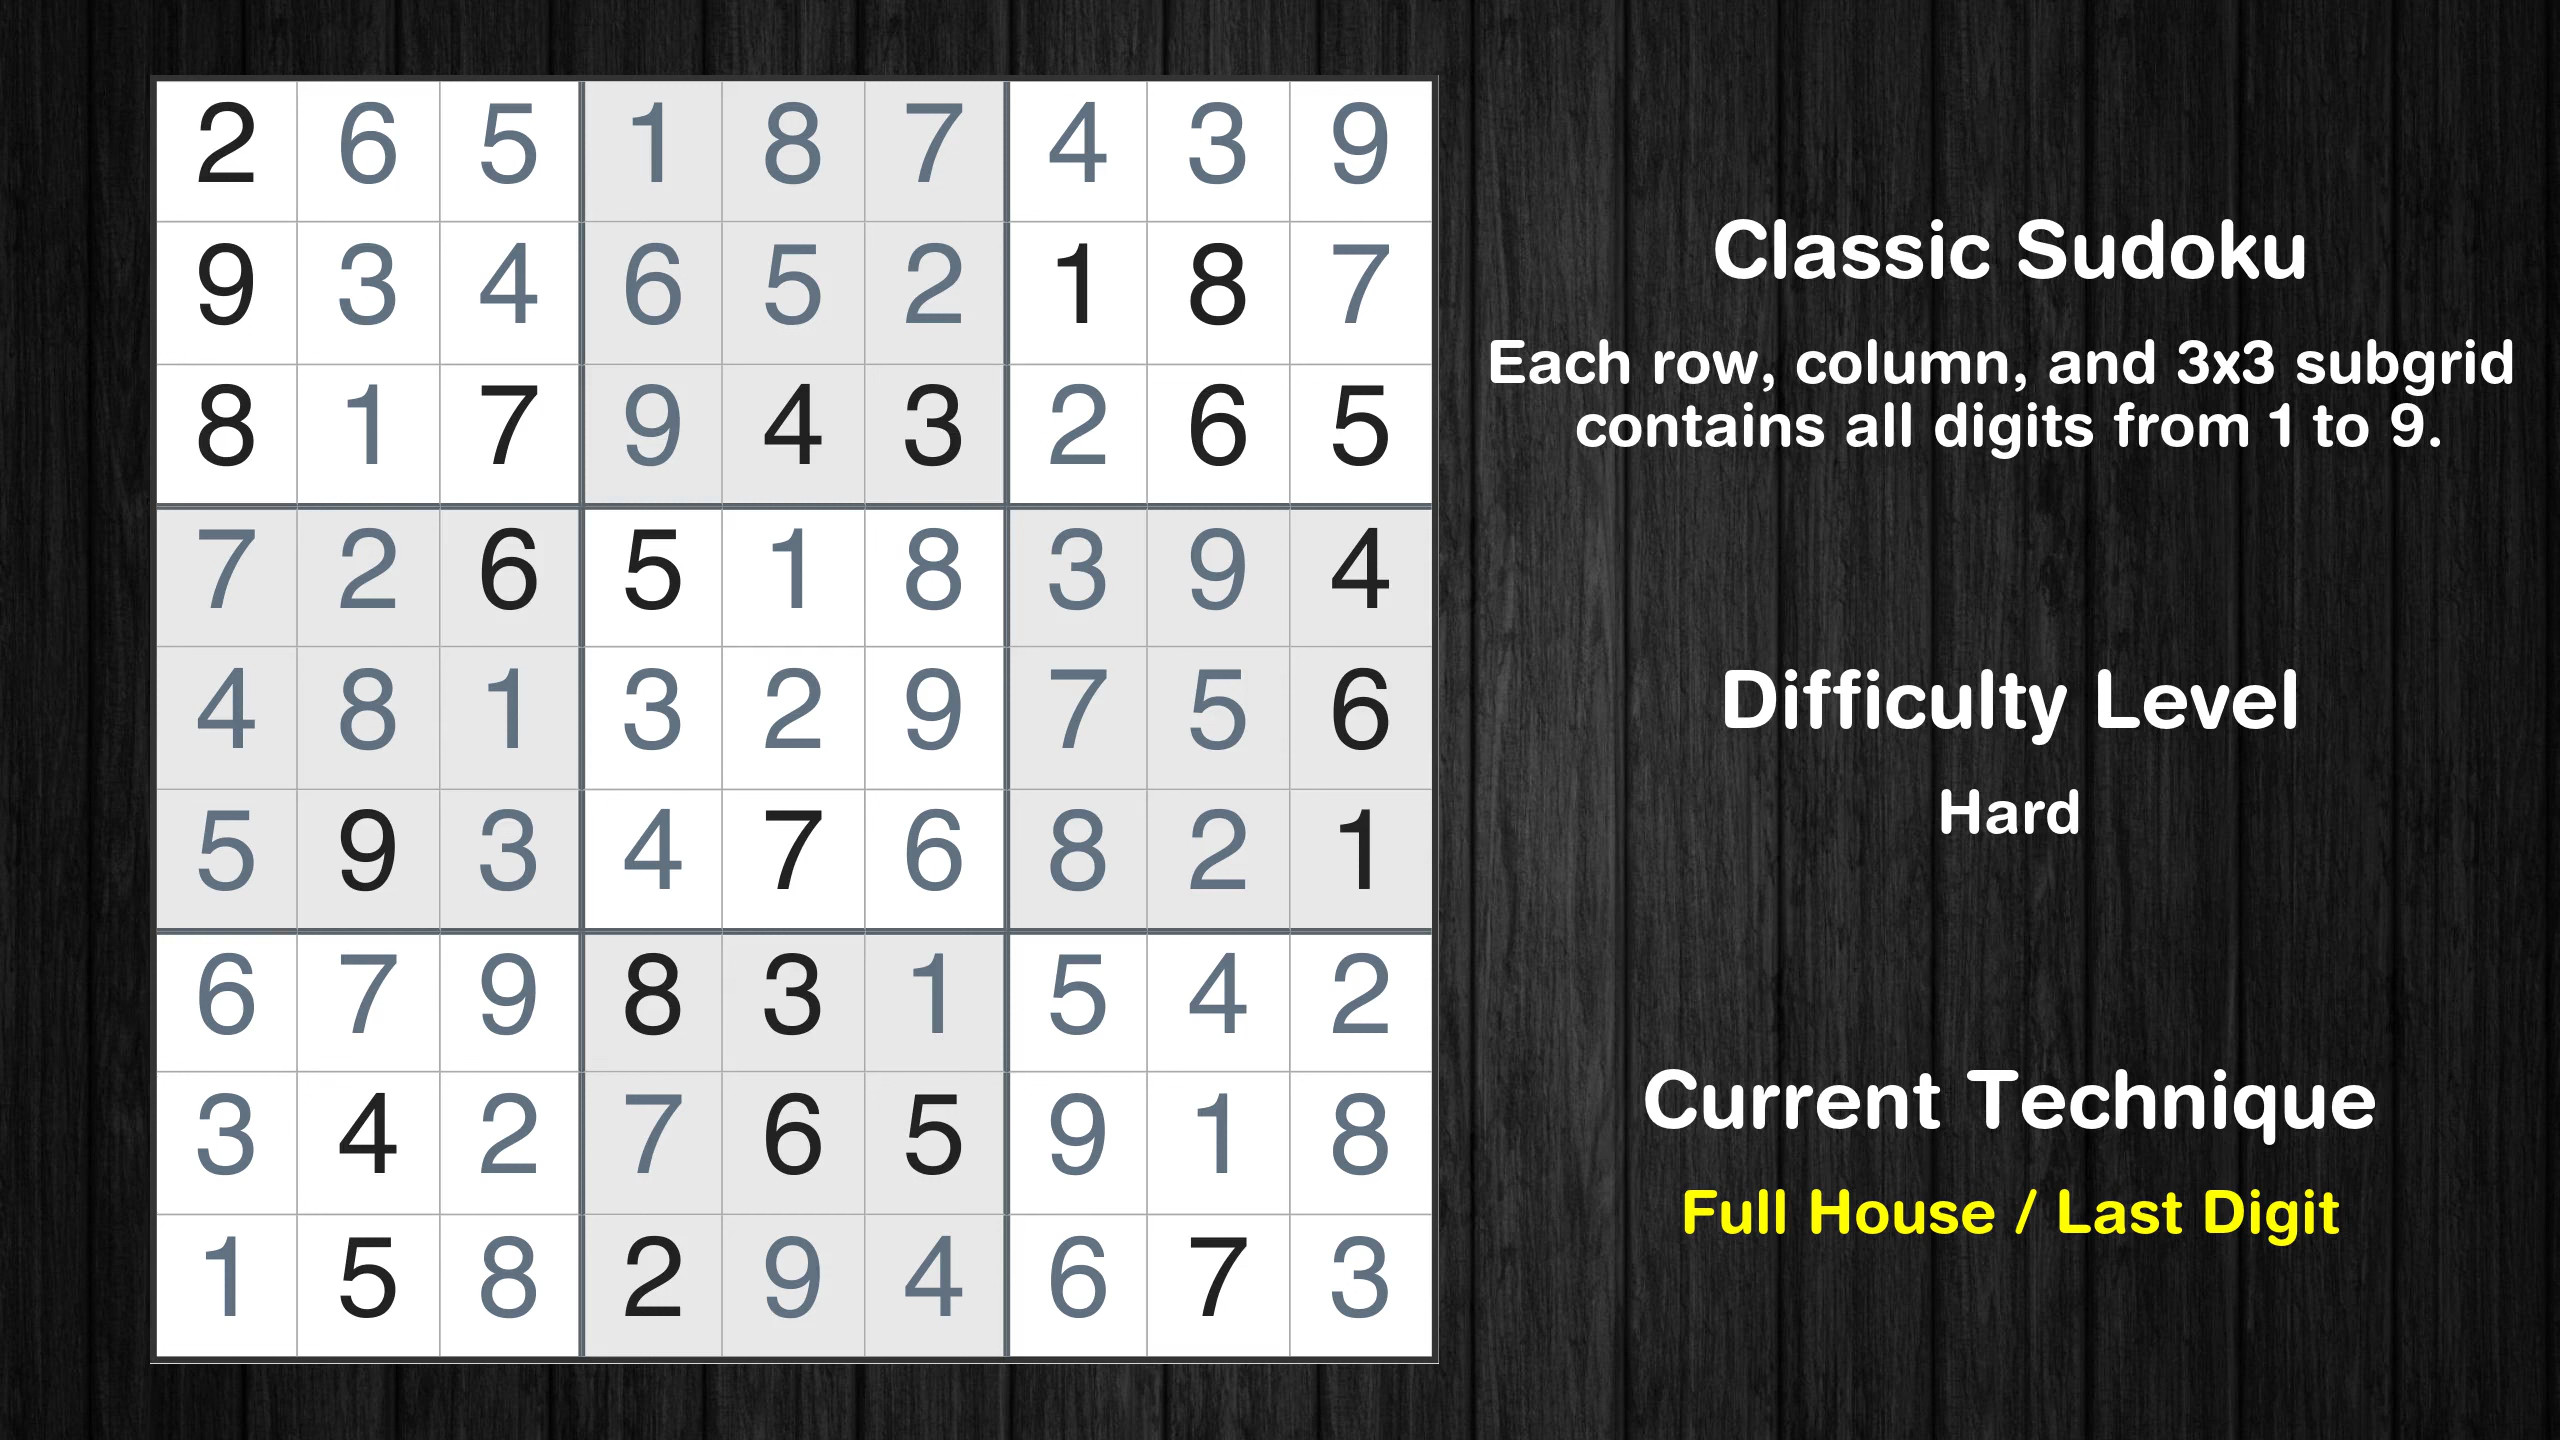 2 6 5 1 8 7 4 3 9
9 3 4 6 5 2 1 8 7
8 1 7 9 4 3 2 6 5
7 2 6 5 1 8 3 9 4
4 8 1 3 2 9 7 5 6
5 9 3 4 7 6 8 2 1
6 7 9 8 3 1 5 4 2
3 4 2 7 6 5 9 1 8
1 5 8 2 9 4 6 7 3
Classic Sudoku
Each row, column, and 3x3 subgrid
contains all digits from 1 to 9.
Difficulty Level
Hard
Current Technique
Full House / Last Digit